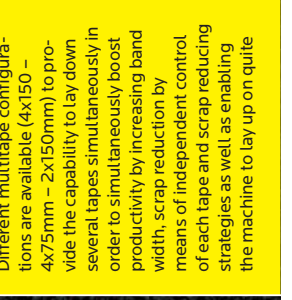 Different multitape configura-
tions are available (4x150 –
4x75mm – 2x150mm) to pro-
vide the capability to lay down
several tapes simultaneously in
order to simultaneously boost
productivity by increasing band
width, scrap reduction by
means of independent control
of each tape and scrap reducing
strategies as well as enabling
the machine to lay up on quite